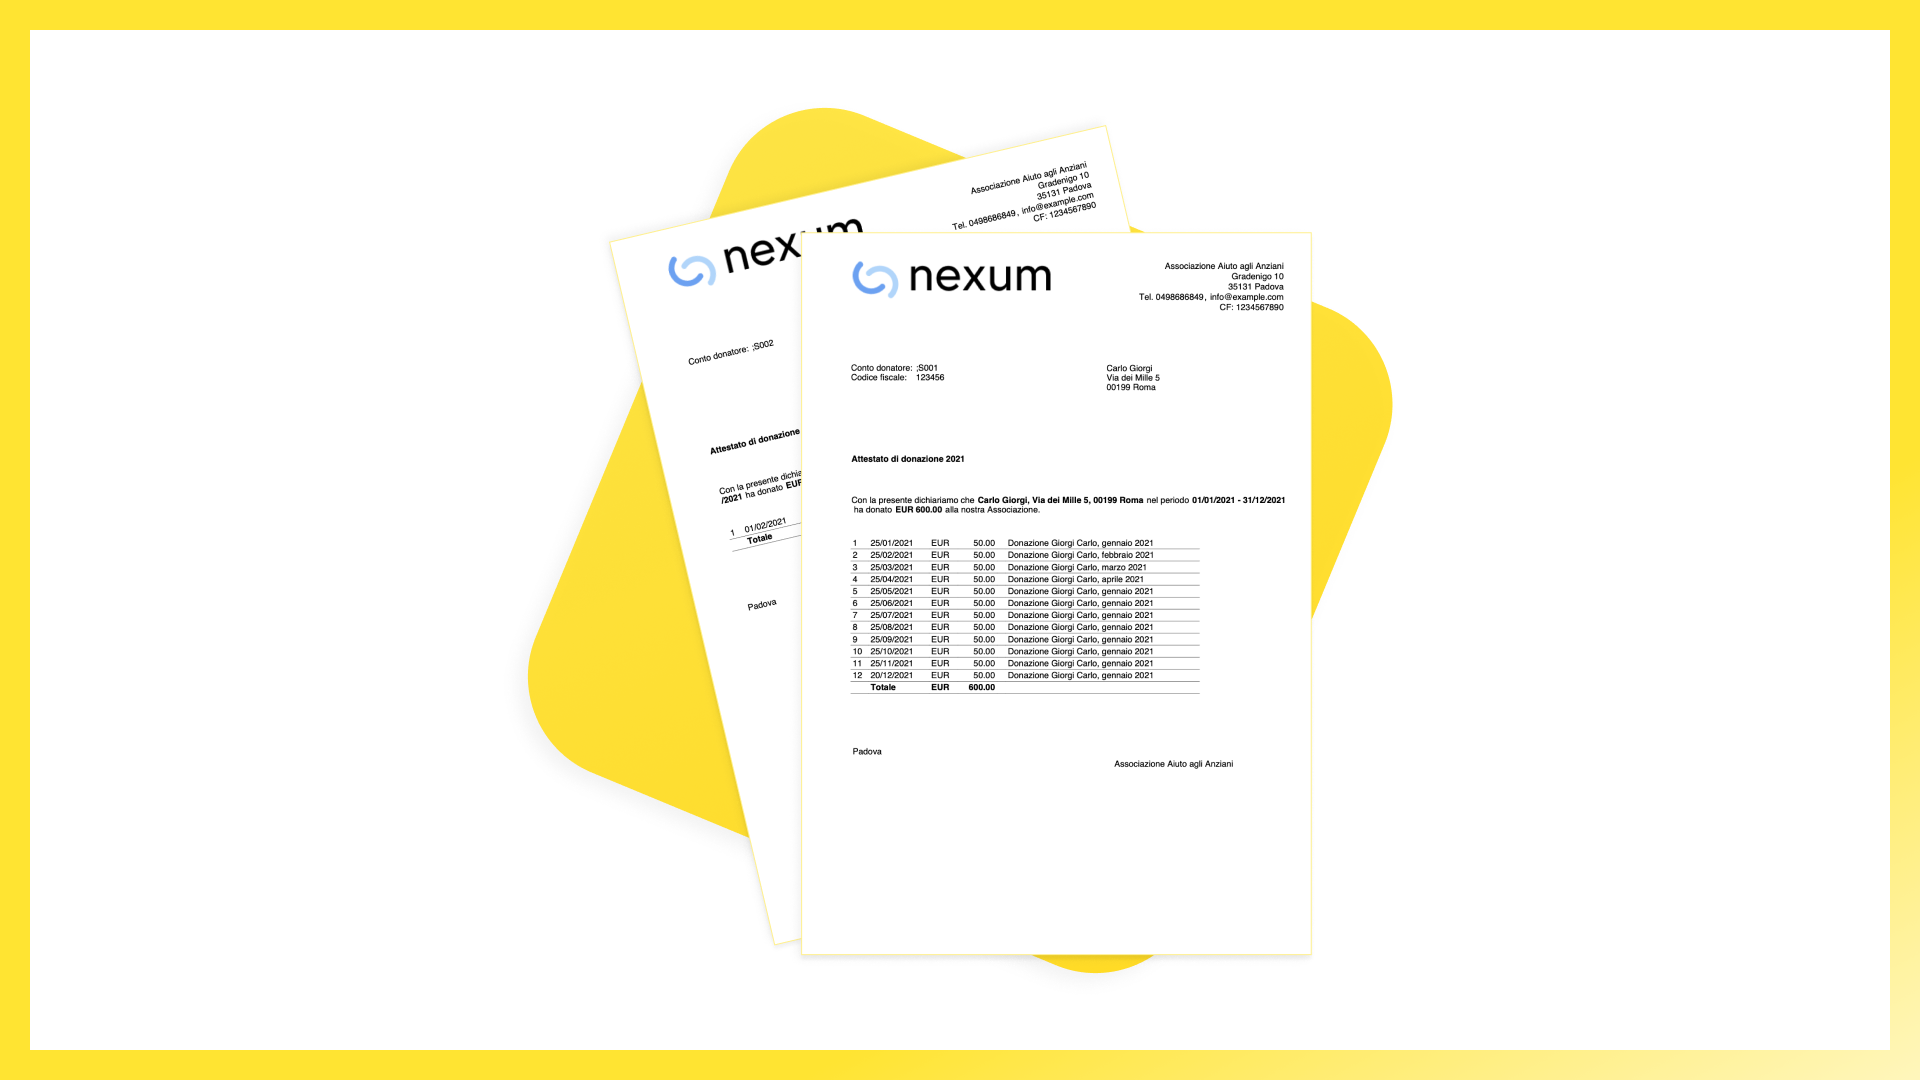 Associazione Aiuto agli Anziani
Gradenigo 10
35131 Padova
Tel. 0498686849, info@example.com
CF: 1234567890
Conto donatore: ;S002
Attestato di donazione
Con la presente
/2021 ha donato EUR
1 01/02/2021
Totale
Padova
nexum
Associazione Aiuto agli Anziani
Gradenigo 10
35131 Padova
Tel. 0498686849, info@example.com
CF: 1234567890
Conto donatore: ;S001
Codice fiscale: 123456
Carlo Giorgi
Via dei Mille 5
00199 Roma
Attestato di donazione 2021
Con la presente dichiariamo che Carlo Giorgi, Via dei Mille 5, 00199 Roma nel periodo 01/01/2021 - 31/12/2021
ha donato EUR 600.00 alla nostra Associazione.
1 25/01/2021 EUR 50.00 Donazione Giorgi Carlo, gennaio 2021
2 25/02/2021 EUR 50.00 Donazione Giorgi Carlo, febbraio 2021
3 25/03/2021 EUR 50.00 Donazione Giorgi Carlo, marzo 2021
4 25/04/2021 EUR 50.00 Donazione Giorgi Carlo, aprile 2021
5 25/05/2021 EUR 50.00 Donazione Giorgi Carlo, gennaio 2021
6 25/06/2021 EUR 50.00 Donazione Giorgi Carlo, gennaio 2021
7 25/07/2021 EUR 50.00 Donazione Giorgi Carlo, gennaio 2021
8 25/08/2021 EUR 50.00 Donazione Giorgi Carlo, gennaio 2021
9 25/09/2021 EUR 50.00 Donazione Giorgi Carlo, gennaio 2021
10 25/10/2021 EUR 50.00 Donazione Giorgi Carlo, gennaio 2021
11 25/11/2021 EUR 50.00 Donazione Giorgi Carlo, gennaio 2021
12 20/12/2021 EUR 50.00 Donazione Giorgi Carlo, gennaio 2021
Totale EUR 600.00
Padova
Associazione Aiuto agli Anziani